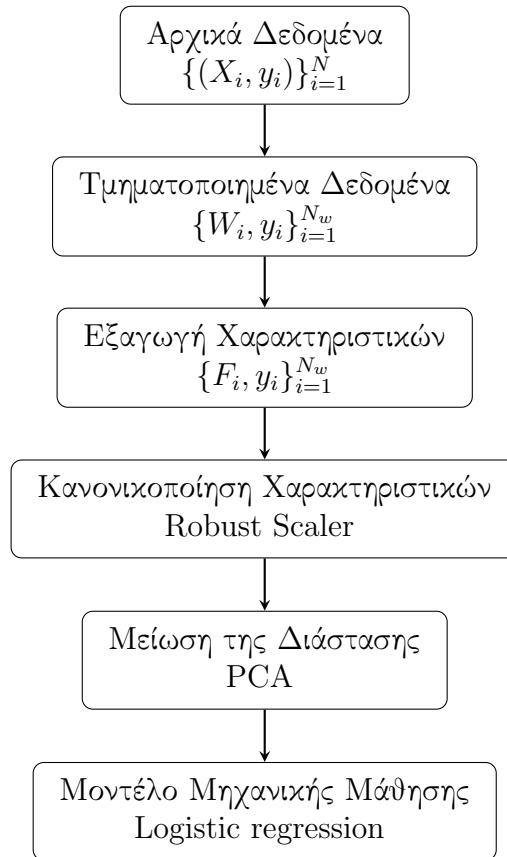 Αρχικά Δεδομένα
{(X_i, y_i)}_{i=1}^{N}
Τμηματοποιημένα Δεδομένα
{W_i, y_i}_{i=1}^{N_w}
Εξαγωγή Χαρακτηριστικών
{F_i, y_i}_{i=1}^{N_w}
Κανονικοποίηση Χαρακτηριστικών
Robust Scaler
Μείωση της Διάστασης
PCA
Μοντέλο Μηχανικής Μάθησης
Logistic regression